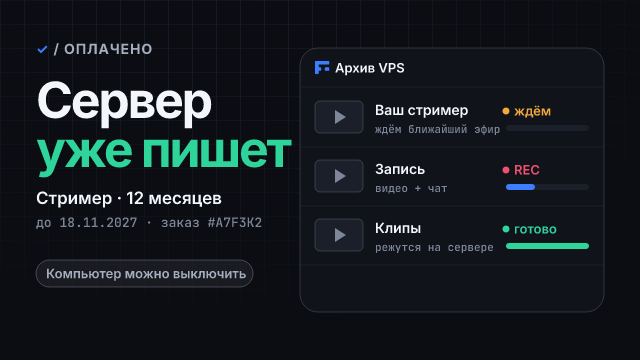 ✓ / ОПЛАЧЕНО
Сервер
уже пишет
Стример · 12 месяцев
до 18.11.2027 · заказ #A7F3K2
Компьютер можно выключить
Архив VPS
Ваш стример
ждём
ждём ближайший эфир
Запись
REC
видео + чат
Клипы
готово
режутся на сервере